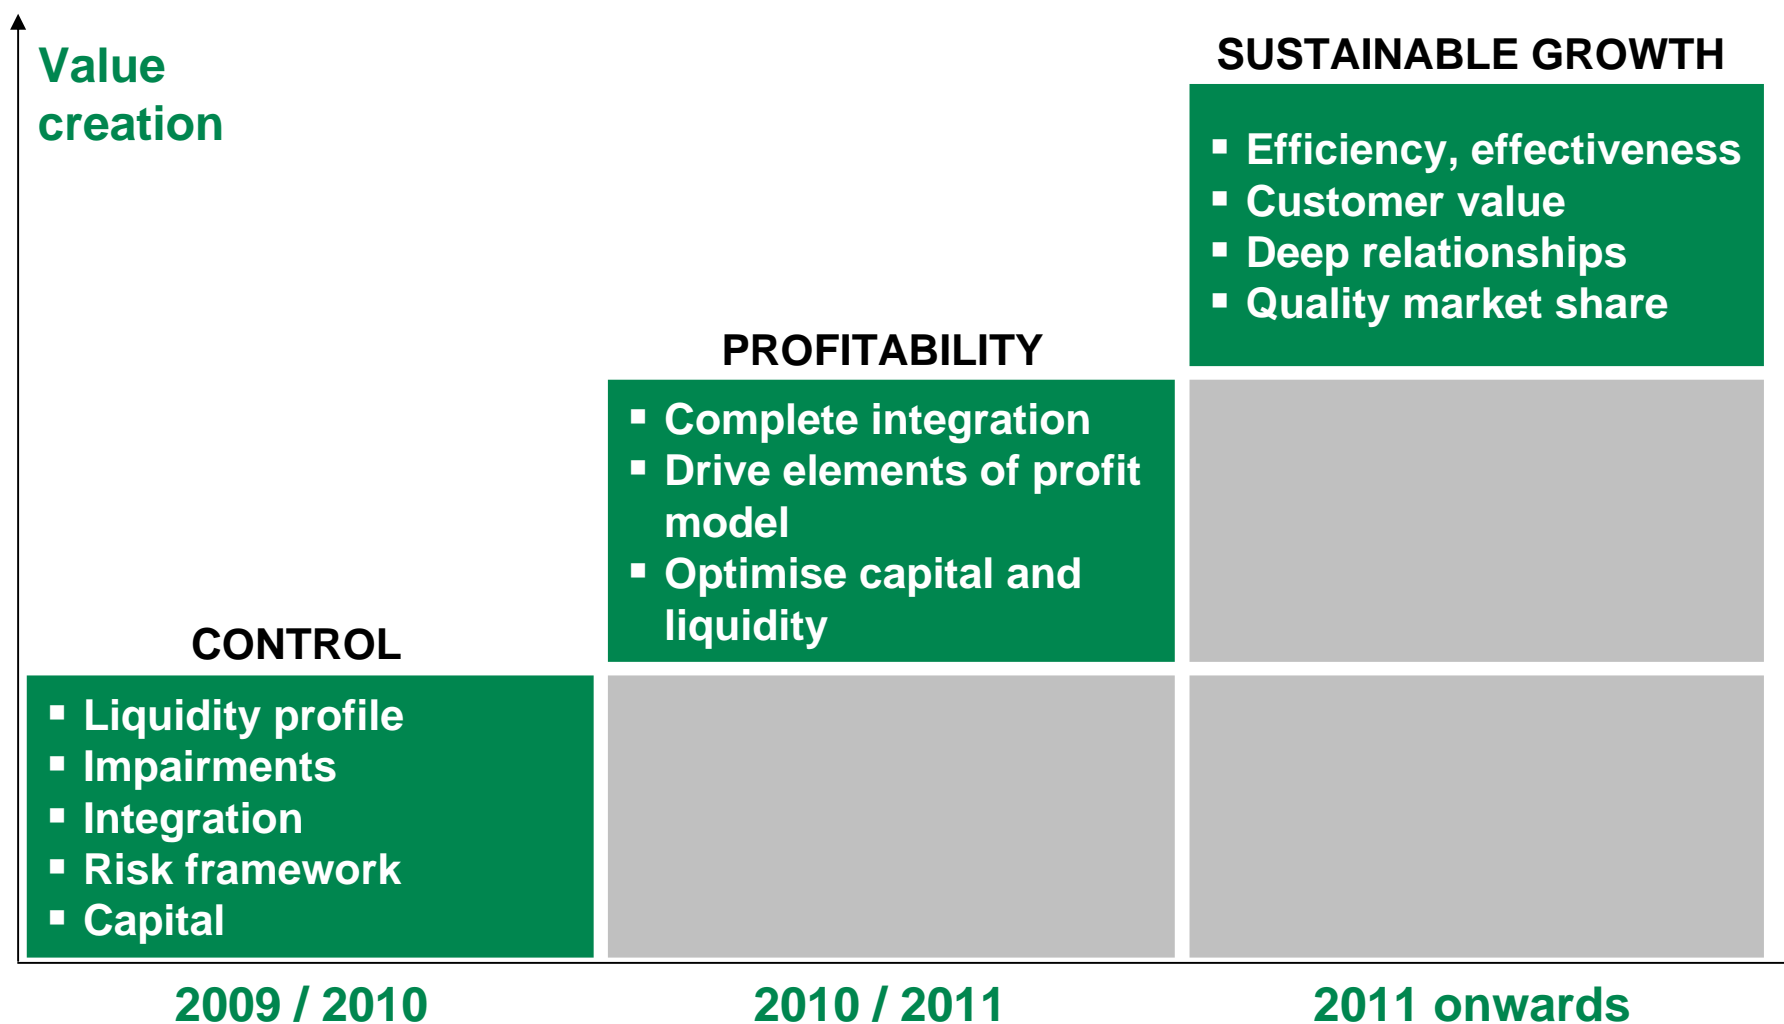 Value
creation
SUSTAINABLE GROWTH
▪ Efficiency, effectiveness
▪ Customer value
▪ Deep relationships
▪ Quality market share
PROFITABILITY
▪ Complete integration
▪ Drive elements of profit
model
▪ Optimise capital and
liquidity
CONTROL
▪ Liquidity profile
▪ Impairments
▪ Integration
▪ Risk framework
▪ Capital
2009 / 2010
2010 / 2011
2011 onwards